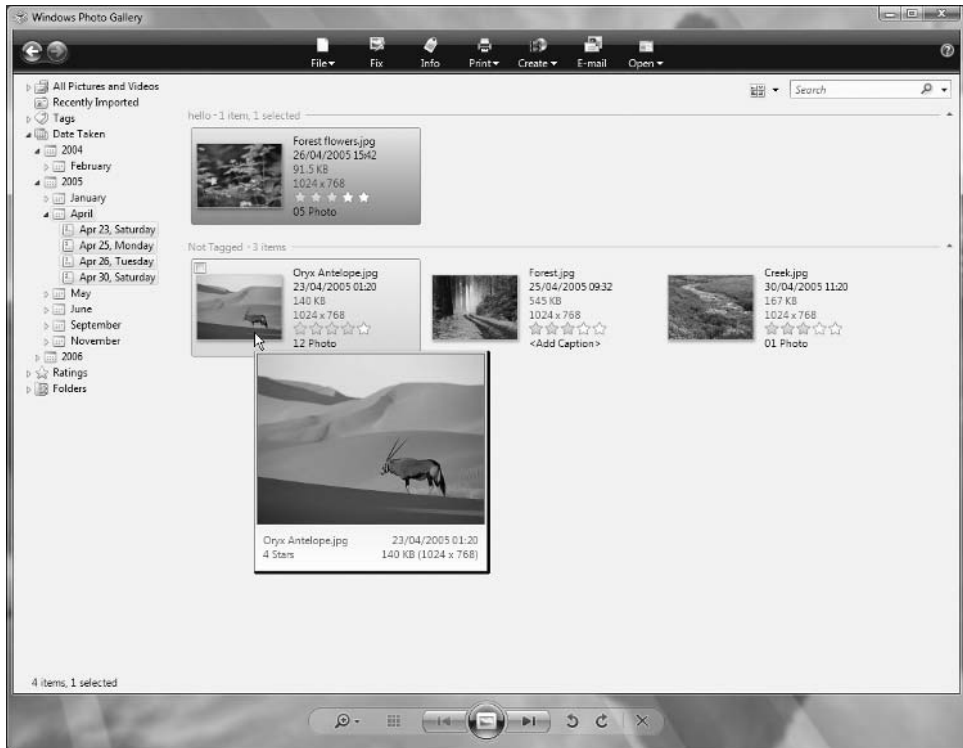 Windows Photo Gallery
File Fix Info Print Create E-mail Open
All Pictures and Videos
Recently Imported
Tags
Date Taken
2004
February
2005
January
April
Apr 23, Saturday
Apr 25, Monday
Apr 26, Tuesday
Apr 30, Saturday
May
June
September
November
2006
Ratings
Folders
Search
hello - 1 item, 1 selected
Forest flowers.jpg
26/04/2005 15:42
91.5 KB
1024 x 768
05 Photo
Not Tagged - 3 items
Oryx Antelope.jpg
23/04/2005 01:20
140 KB
1024 x 768
12 Photo
Forest.jpg
25/04/2005 09:32
545 KB
1024 x 768
<Add Caption>
Creek.jpg
30/04/2005 11:20
167 KB
1024 x 768
01 Photo
Oryx Antelope.jpg 23/04/2005 01:20
4 Stars 140 KB (1024 x 768)
4 items, 1 selected